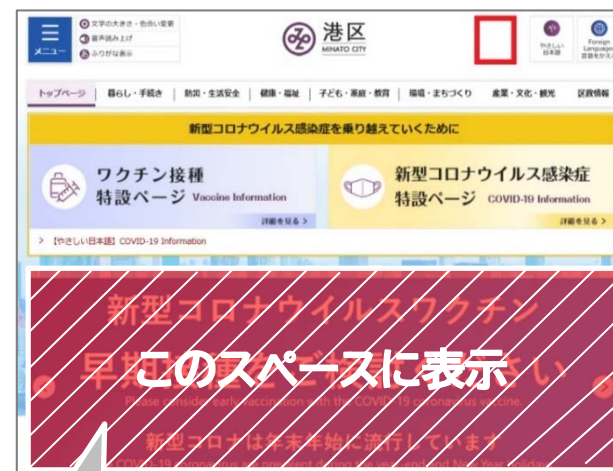 メニュー
文字の大きさ・色合い変更
音声読み上げ
ふりがな表示
港区
MINATO CITY
やさしい
日本語
Foreign
Languages
トップページ
暮らし・手続き
防災・生活安全
健康・福祉
子ども・家庭・教育
環境・まちづくり
産業・文化・観光
区政情報
新型コロナウイルス感染症を乗り越えていくために
ワクチン接種
特設ページ Vaccine Information
詳細を見る >
新型コロナウイルス感染症
特設ページ COVID-19 Information
詳細を見る >
> 【やさしい日本語】COVID-19 Information
新型コロナウイルスワクチン
このスペースに表示
Please consider early vaccination with the COVID-19 coronavirus vaccine.
新型コロナは年末年始に流行しています